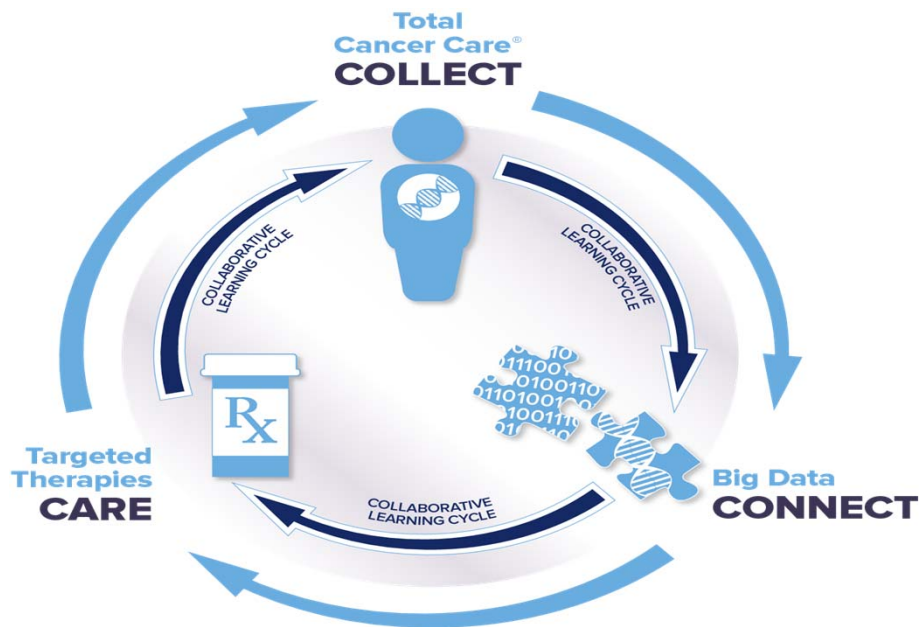 Total
Cancer Care®
COLLECT
COLLABORATIVE
LEARNING CYCLE
COLLABORATIVE
LEARNING CYCLE
Rx
Targeted
Therapies
CARE
Big Data
CONNECT
COLLABORATIVE
LEARNING CYCLE